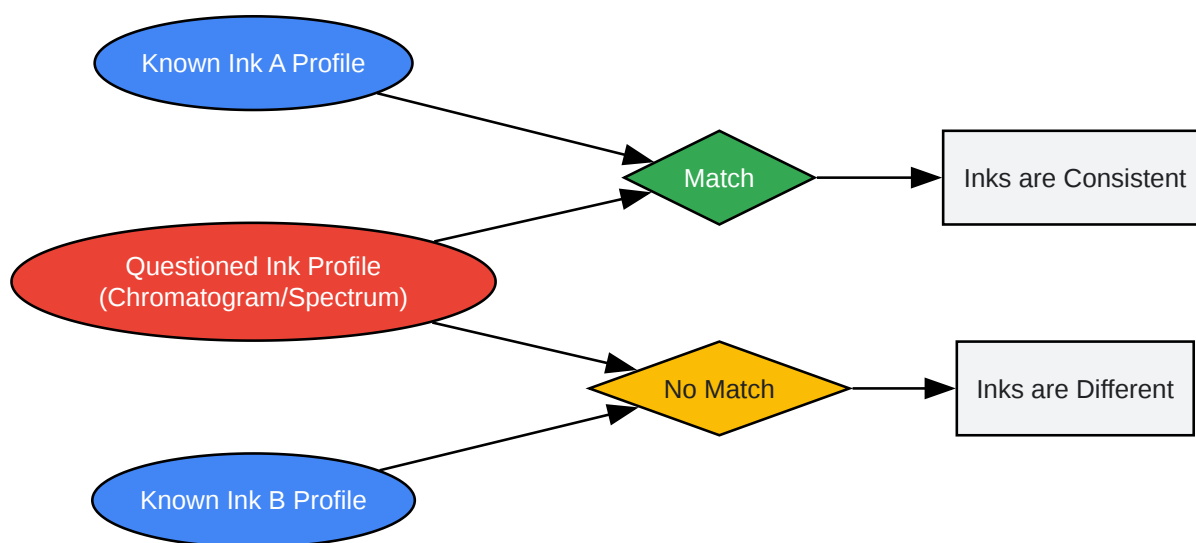 Known Ink A Profile
Match
Inks are Consistent
Questioned Ink Profile
(Chromatogram/Spectrum)
No Match
Inks are Different
Known Ink B Profile